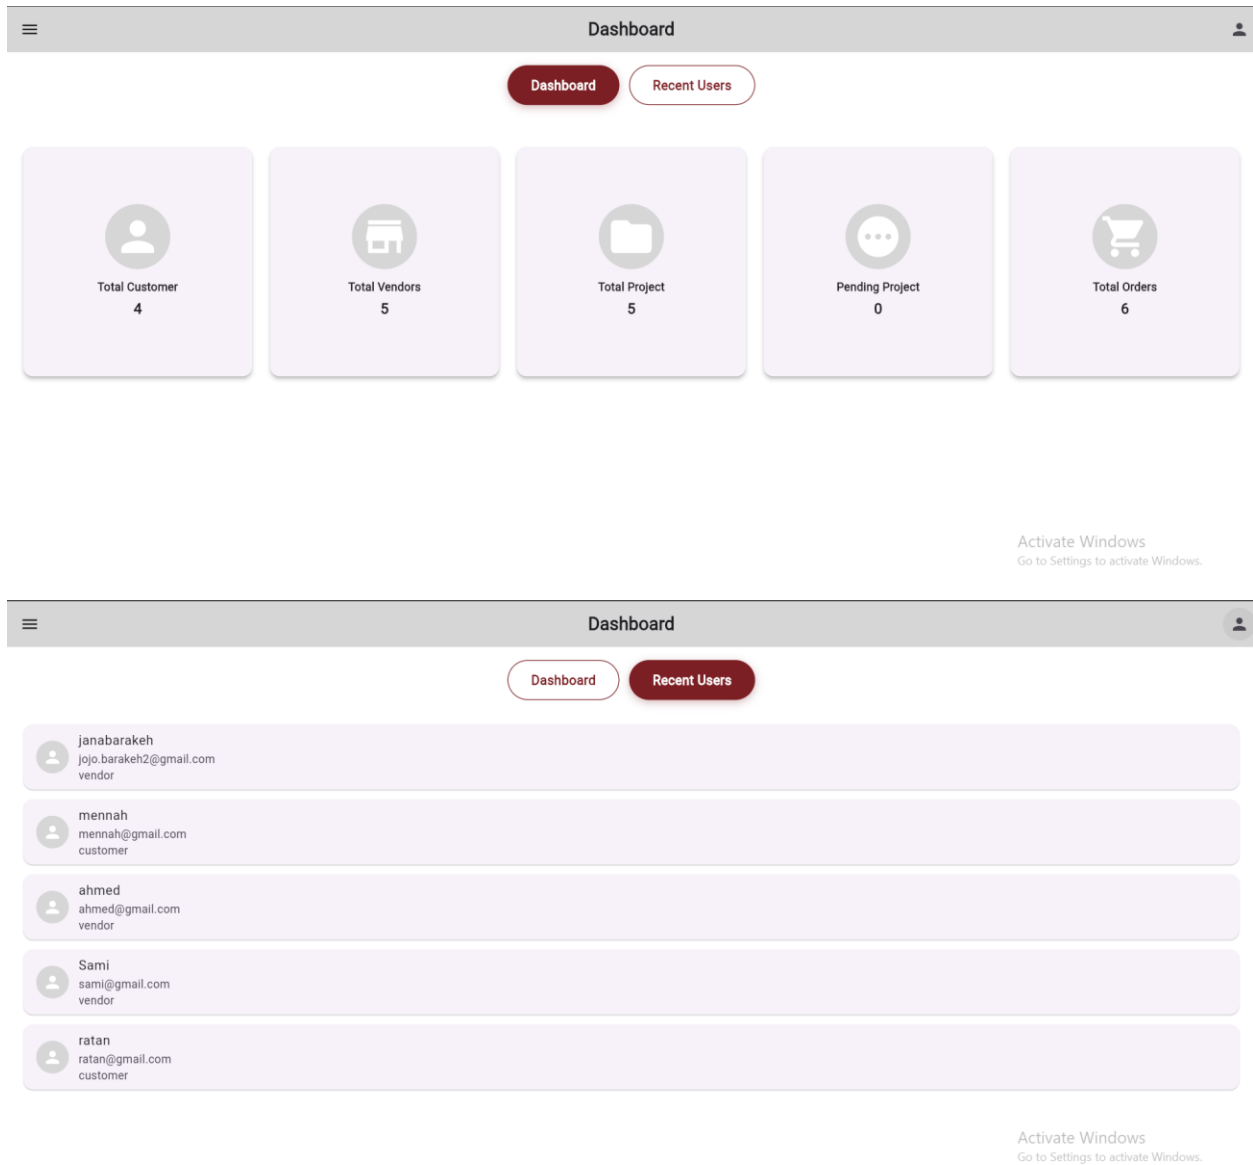 Dashboard
Dashboard
Recent Users
Total Customer
4
Total Vendors
5
Total Project
5
Pending Project
0
Total Orders
6
Activate Windows
Go to Settings to activate Windows.
Dashboard
Dashboard
Recent Users
janabarakeh
jojo.barakeh2@gmail.com
vendor
mennah
mennah@gmail.com
customer
ahmed
ahmed@gmail.com
vendor
Sami
sami@gmail.com
vendor
ratan
ratan@gmail.com
customer
Activate Windows
Go to Settings to activate Windows.